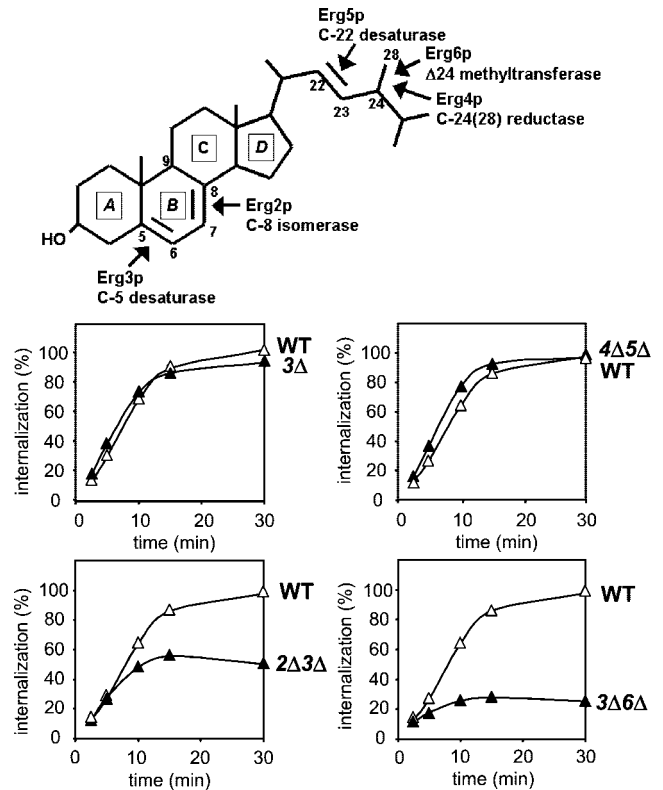 Erg5p
C-22 desaturase
28
Erg6p
Δ24 methyltransferase
22
24
Erg4p
23
C-24(28) reductase
C
D
9
A
B
8
Erg2p
C-8 isomerase
HO
5
7
6
Erg3p
C-5 desaturase
internalization (%)
100
80
60
40
20
0
0
10
20
30
time (min)
WT
3Δ
internalization (%)
100
80
60
40
20
0
0
10
20
30
time (min)
4Δ5Δ
WT
internalization (%)
100
80
60
40
20
0
0
10
20
30
time (min)
WT
2Δ3Δ
internalization (%)
100
80
60
40
20
0
0
10
20
30
time (min)
WT
3Δ6Δ